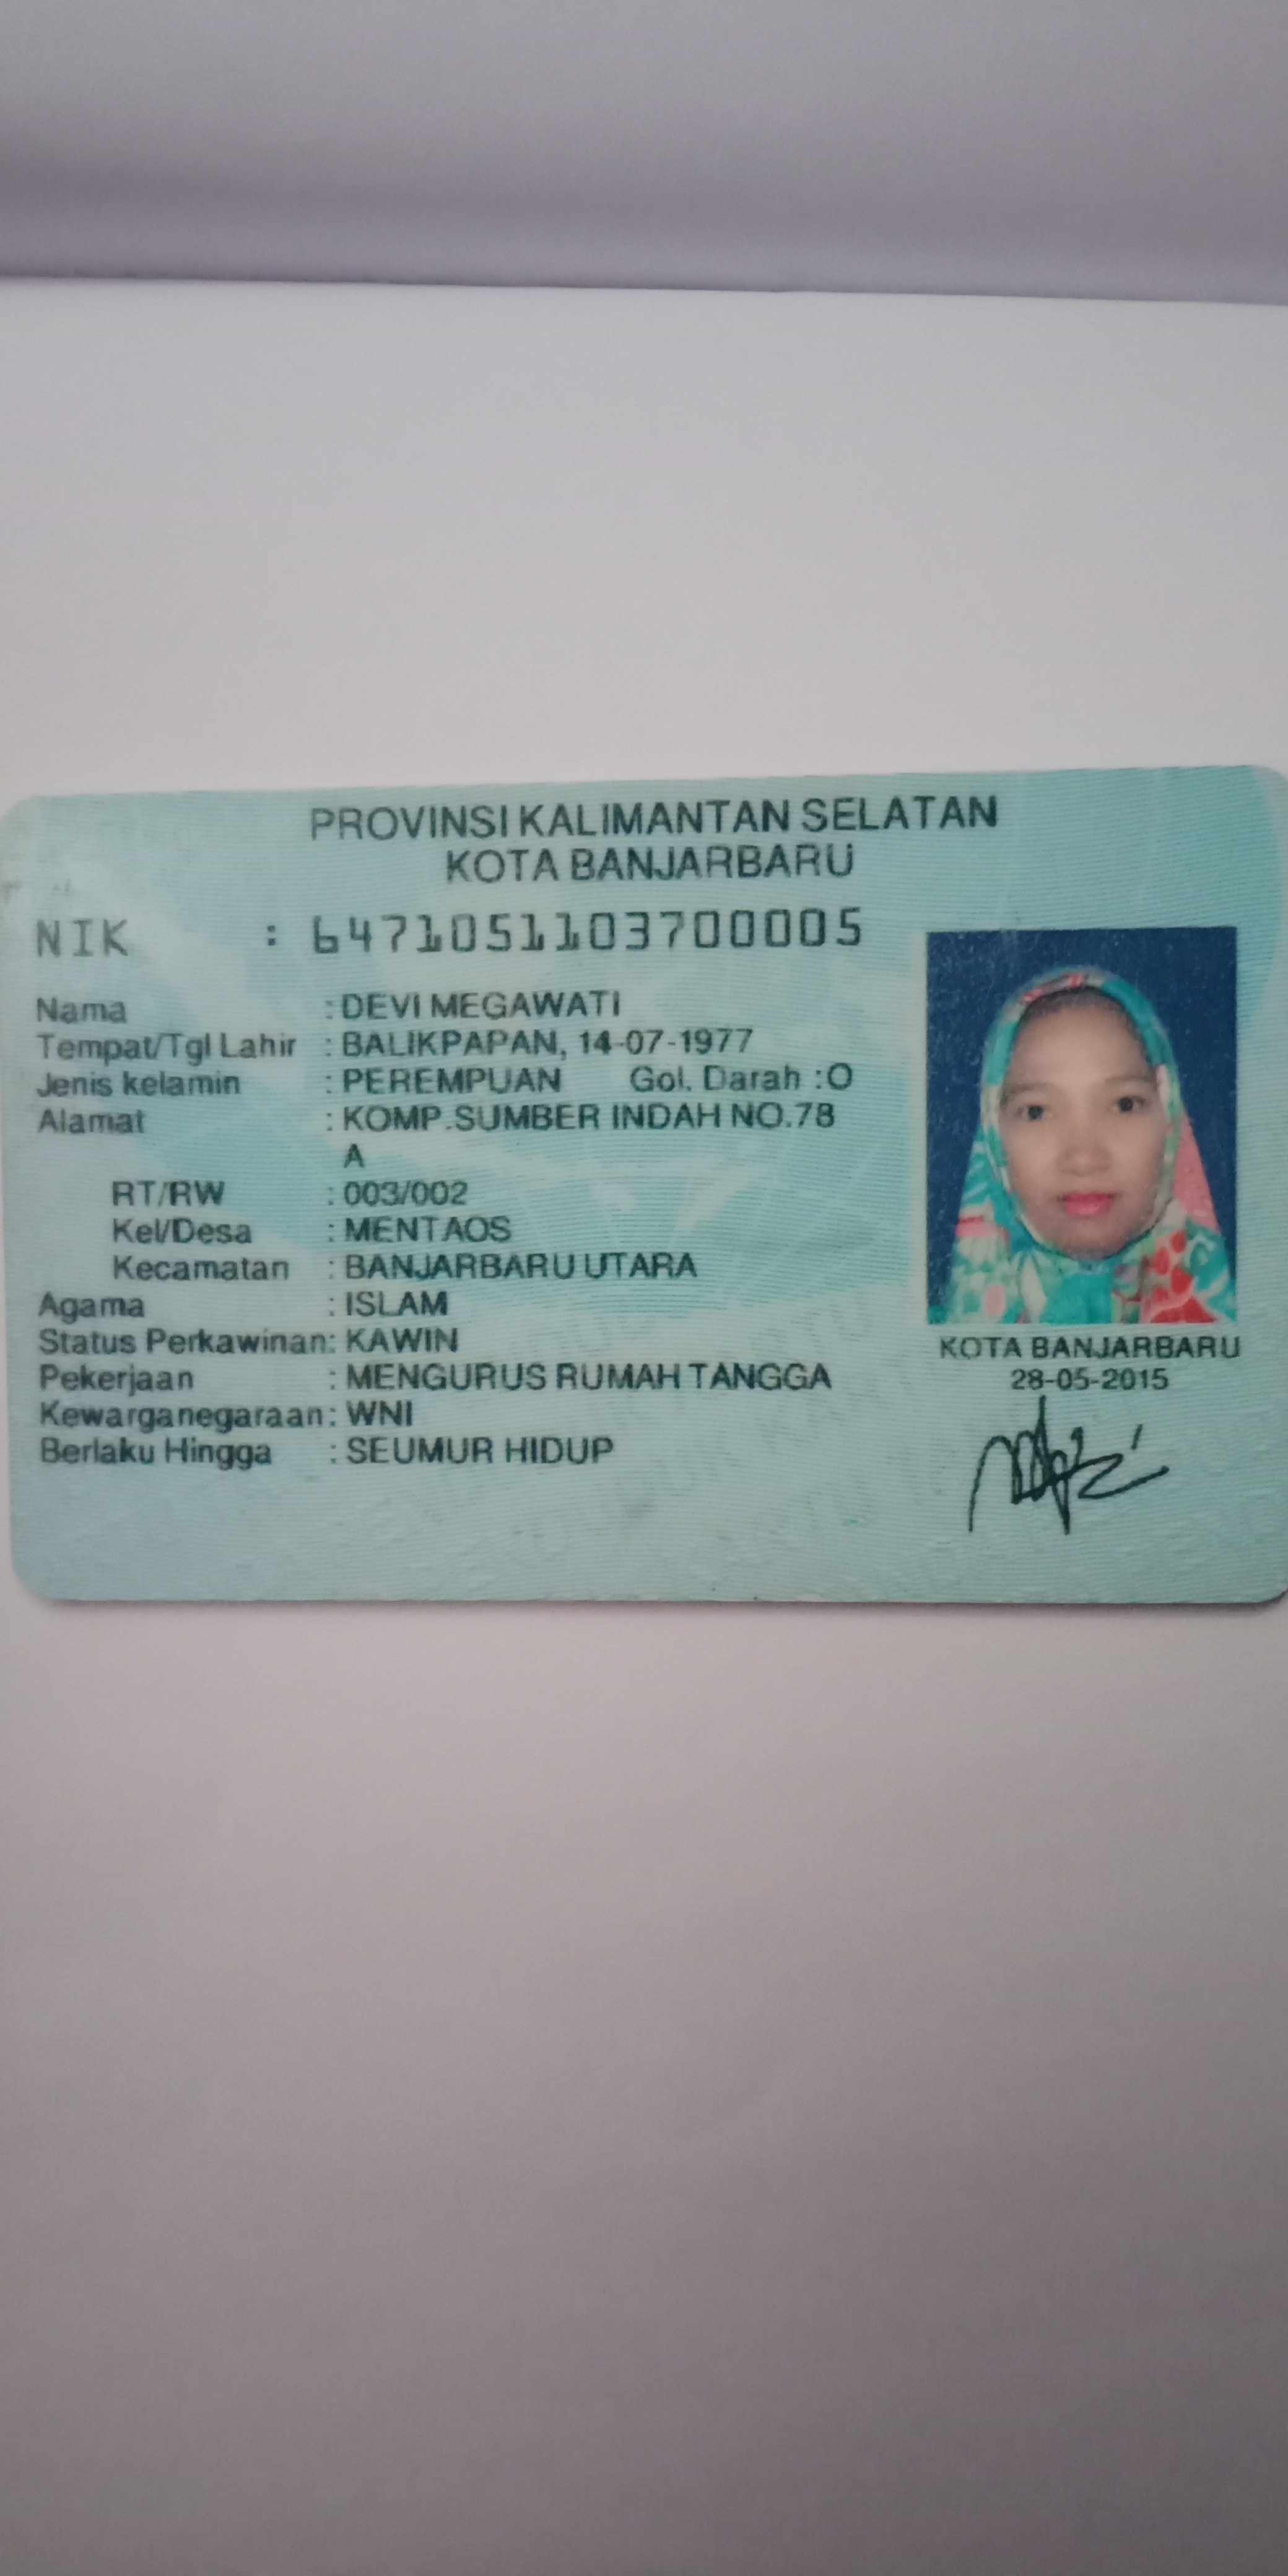 PROVINSI KALIMANTAN SELATAN
KOTA BANJARBARU
NIK : 6471051103700005
Nama : DEVI MEGAWATI
Tempat/Tgl Lahir : BALIKPAPAN, 14-07-1977
Jenis kelamin : PEREMPUAN Gol. Darah : O
Alamat : KOMP.SUMBER INDAH NO.78
A
RT/RW : 003/002
Kel/Desa : MENTAOS
Kecamatan : BANJARBARU UTARA
Agama : ISLAM
Status Perkawinan: KAWIN
Pekerjaan : MENGURUS RUMAH TANGGA
Kewarganegaraan: WNI
Berlaku Hingga : SEUMUR HIDUP
KOTA BANJARBARU
28-05-2015